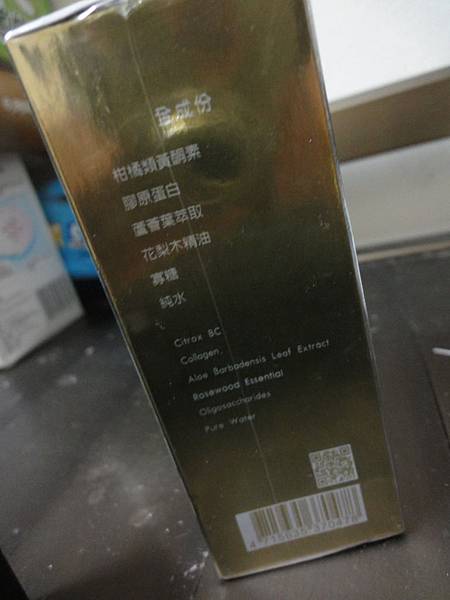 全成份
柑橘類黃酮素
膠原蛋白
蘆薈葉萃取
花梨木精油
寡糖
純水
Citrox BC
Collagen
Aloe Barbadensis Leaf Extract
Rosewood Essential
Oligosaccharides
Pure Water